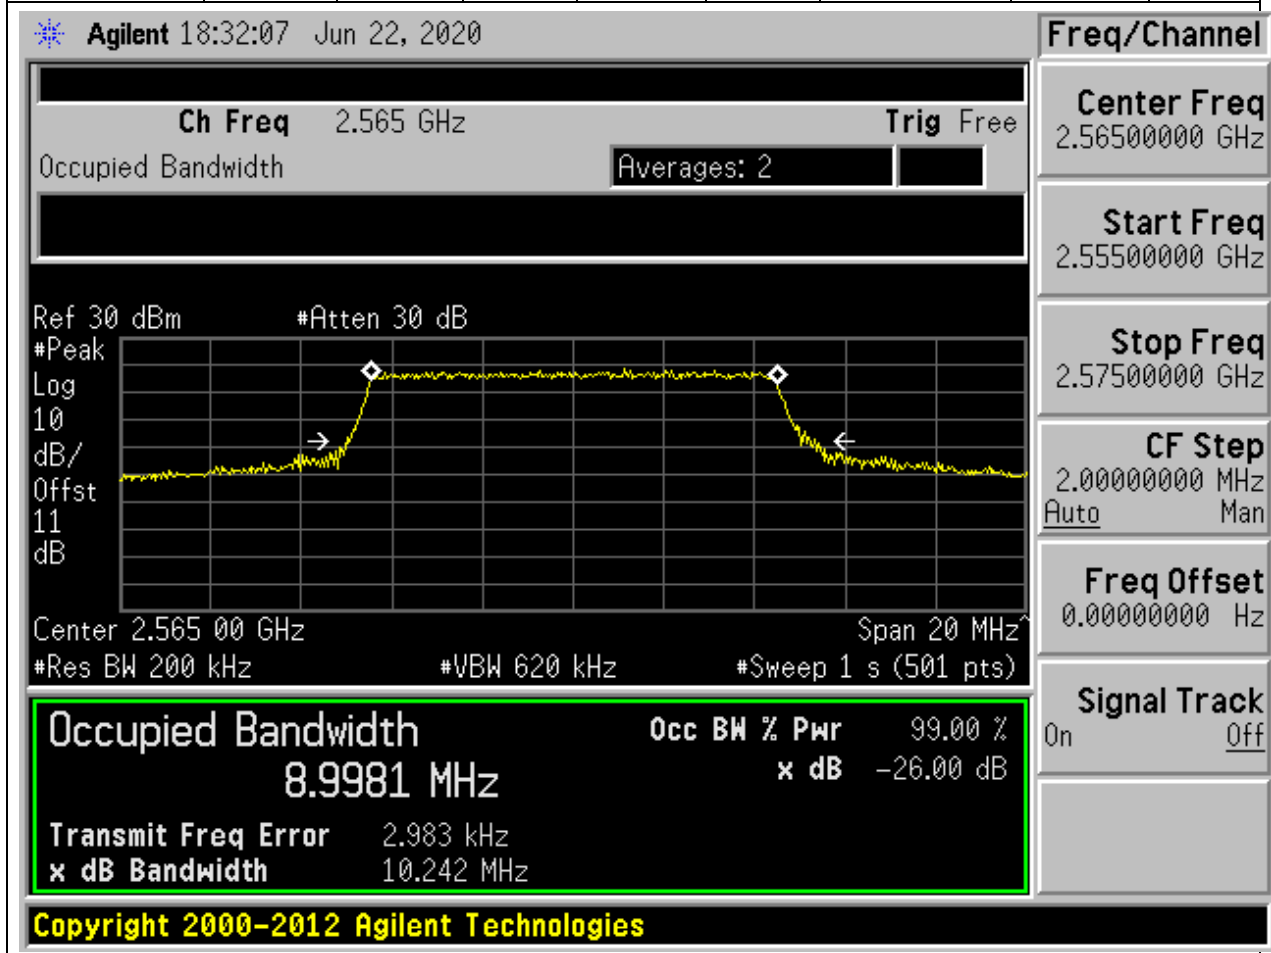 Agilent 18:32:07 Jun 22, 2020
Freq/Channel
Ch Freq 2.565 GHz
Trig Free
Occupied Bandwidth
Averages: 2
Ref 30 dBm
#Atten 30 dB
#Peak
Log
10
dB/
Offst
11
dB
Center 2.565 00 GHz
Span 20 MHz^
#Res BW 200 kHz
#VBW 620 kHz
#Sweep 1 s (501 pts)
Occupied Bandwidth
8.9981 MHz
Occ BW % Pwr 99.00 %
x dB -26.00 dB
Transmit Freq Error 2.983 kHz
x dB Bandwidth 10.242 MHz
Center Freq
2.56500000 GHz
Start Freq
2.55500000 GHz
Stop Freq
2.57500000 GHz
CF Step
2.00000000 MHz
Auto Man
Freq Offset
0.00000000 Hz
Signal Track
On Off
Copyright 2000-2012 Agilent Technologies